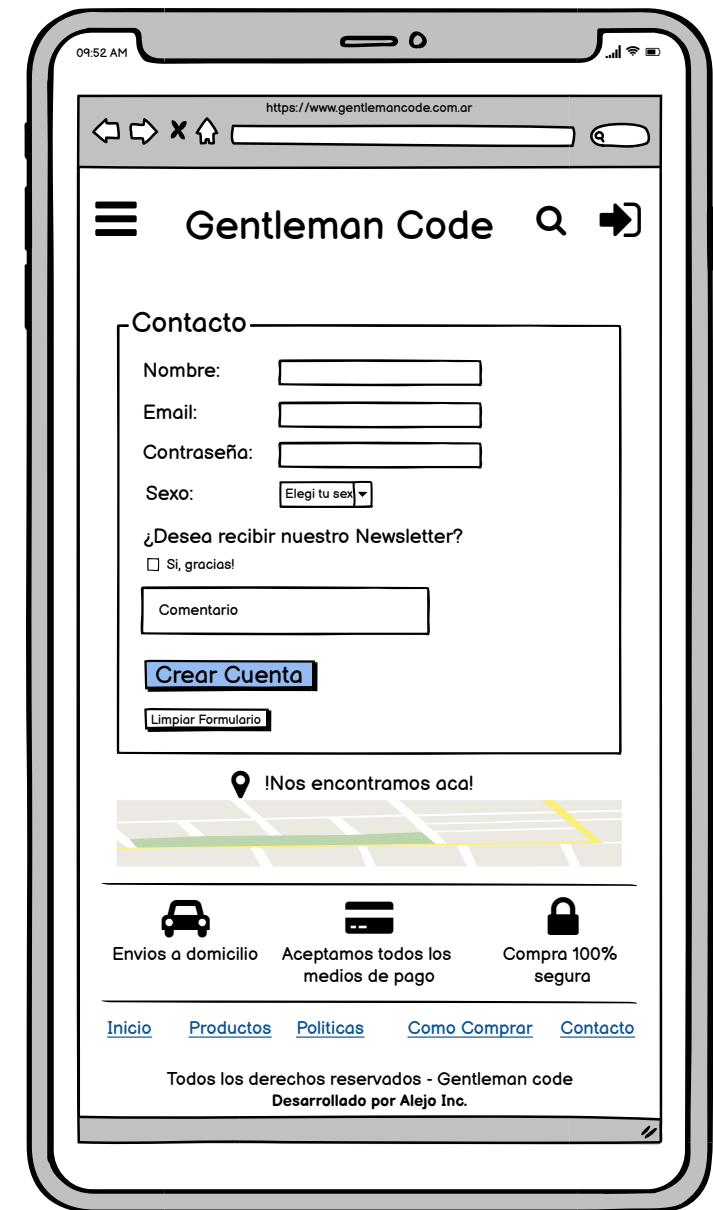 09:52 AM
https://www.gentlemancode.com.ar
Gentleman Code
Contacto
Nombre:
Email:
Contraseña:
Sexo:
Elegi tu sex
¿Desea recibir nuestro Newsletter?
Si, gracias!
Comentario
Crear Cuenta
Limpiar Formulario
!Nos encontramos aca!
Envios a domicilio
Aceptamos todos los
medios de pago
Compra 100%
segura
Inicio Productos Politicas Como Comprar Contacto
Todos los derechos reservados - Gentleman code
Desarrollado por Alejo Inc.